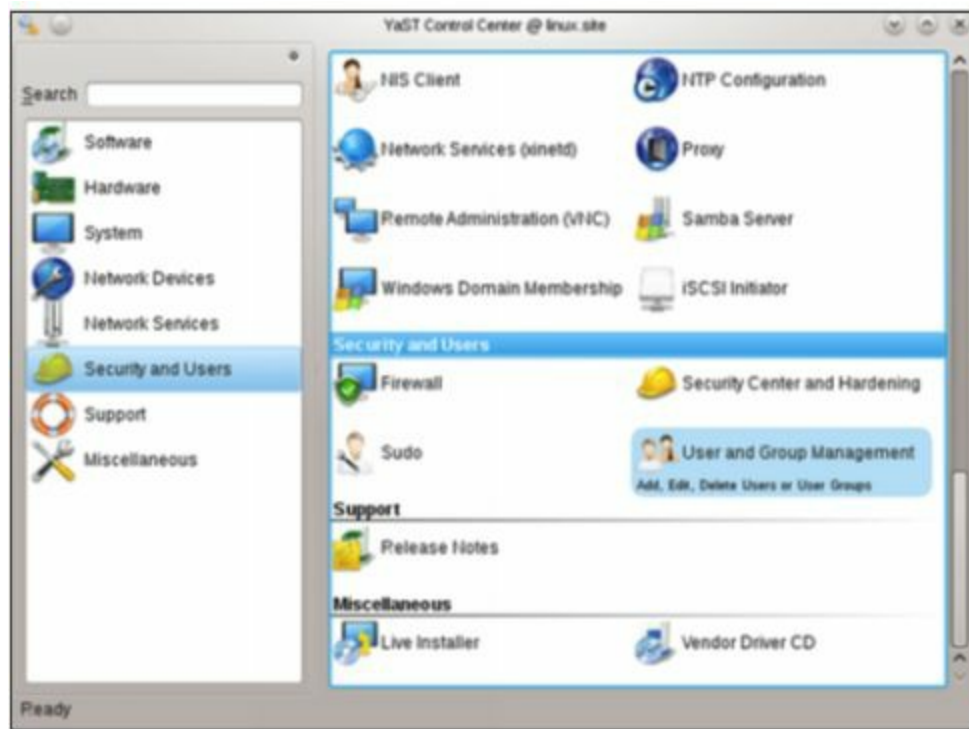 YaST Control Center @ linux.site
Search
Software
Hardware
System
Network Devices
Network Services
Security and Users
Support
Miscellaneous
NIS Client
NTP Configuration
Network Services (xinetd)
Proxy
Remote Administration (VNC)
Samba Server
Windows Domain Membership
iSCSI Initiator
Security and Users
Firewall
Security Center and Hardening
Sudo
User and Group Management
Add, Edit, Delete Users or User Groups
Support
Release Notes
Miscellaneous
Live Installer
Vendor Driver CD
Ready